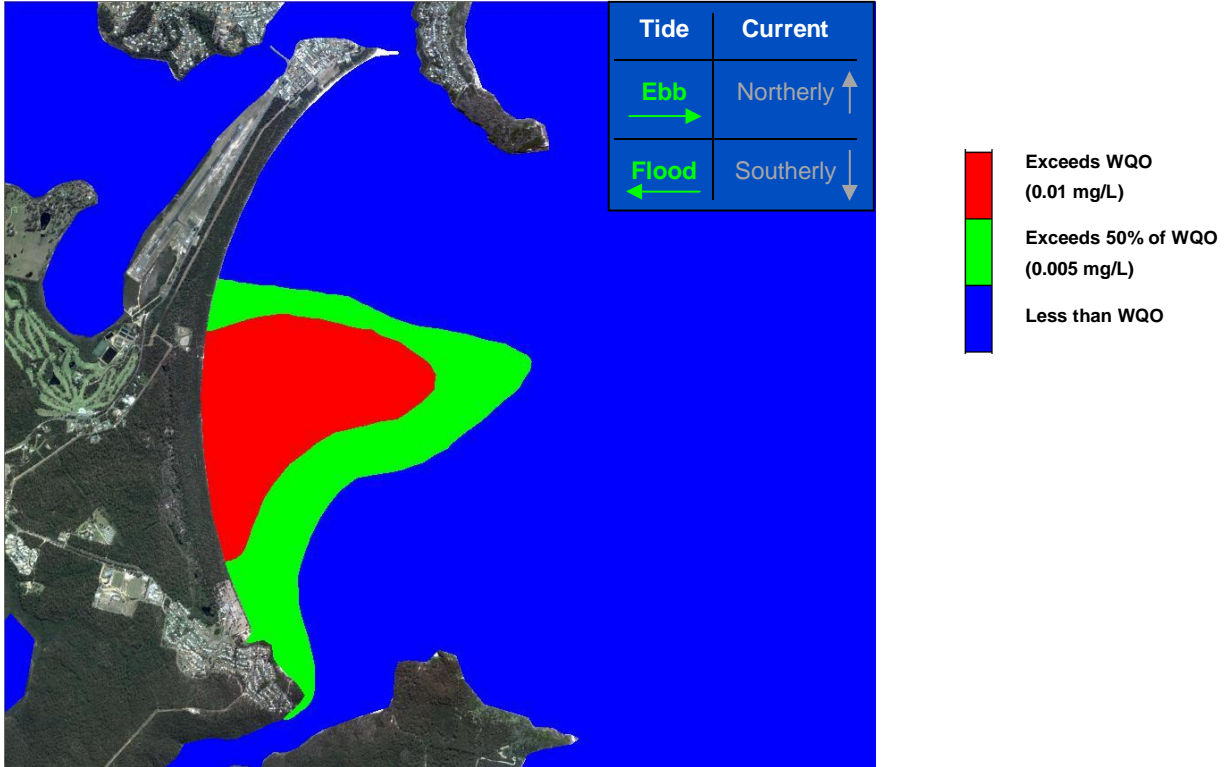 Tide Current
Ebb Northerly
Flood Southerly
Exceeds WQO
(0.01 mg/L)
Exceeds 50% of WQO
(0.005 mg/L)
Less than WQO